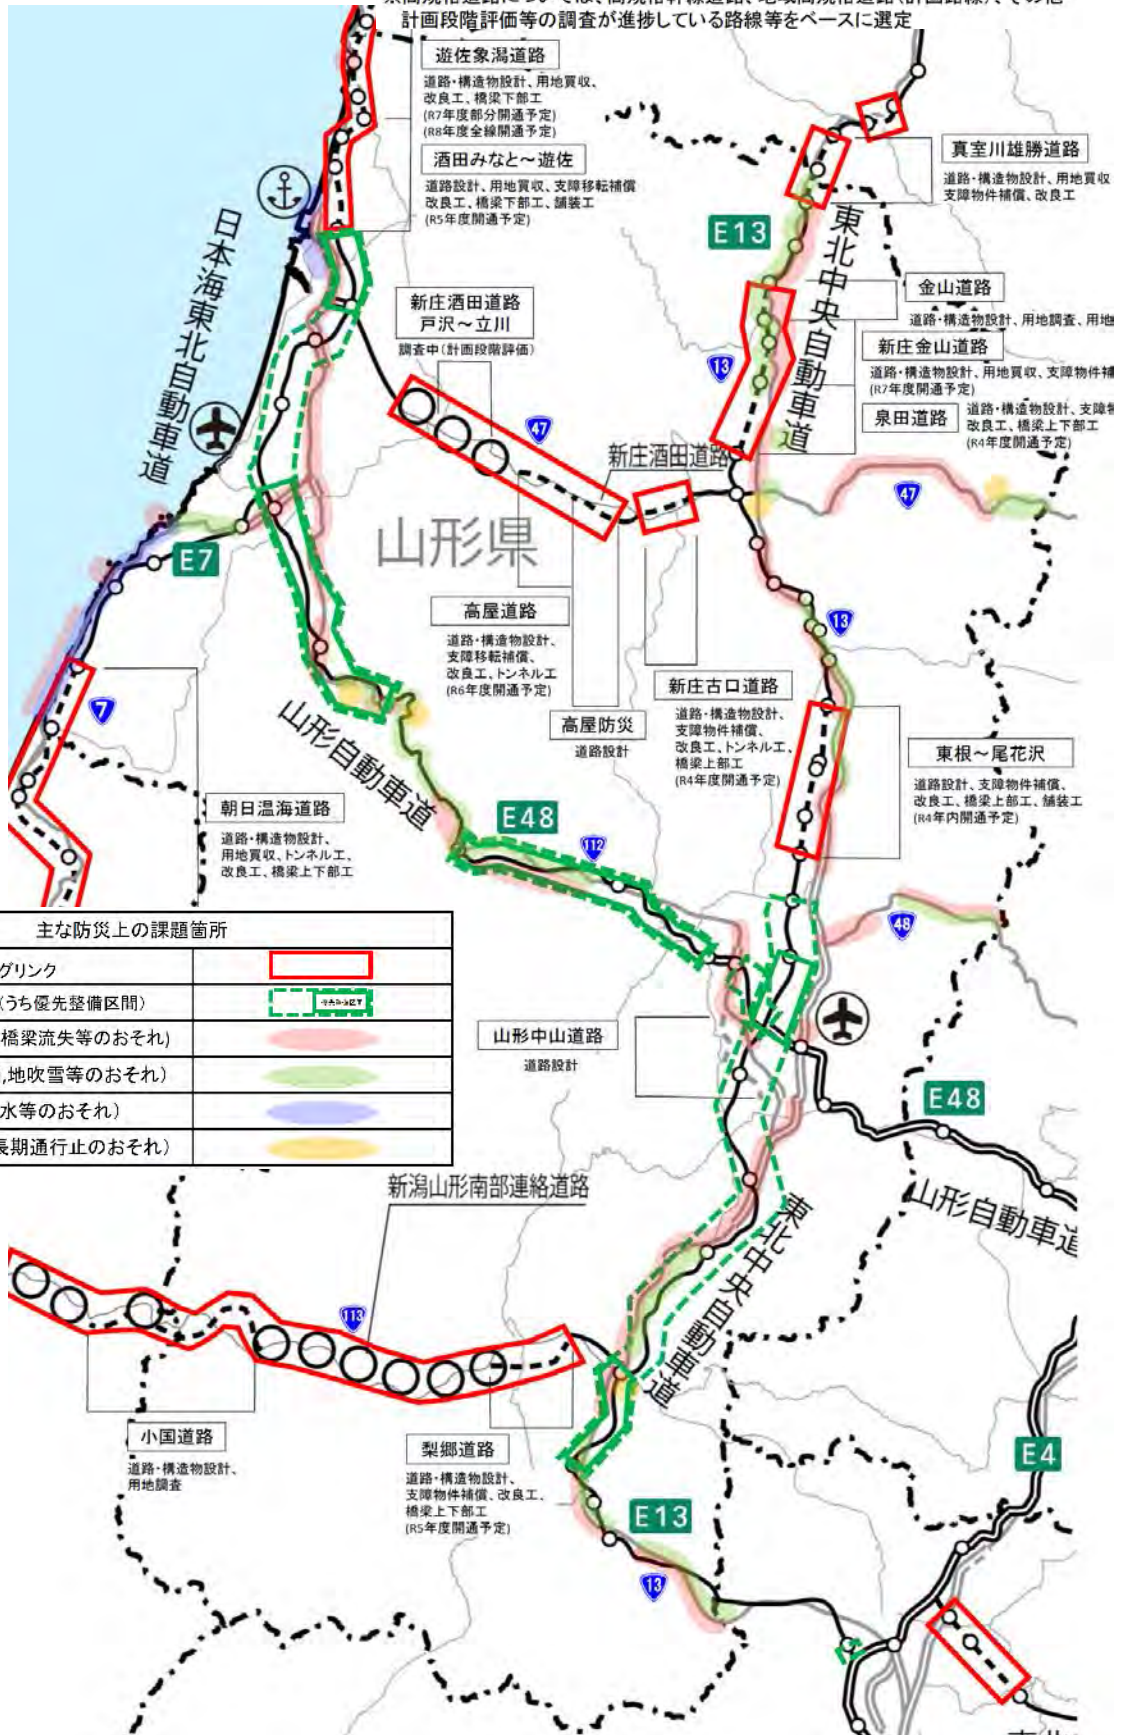 計画段階評価等の調査が進捗している路線等をベースに選定
遊佐象潟道路
道路・構造物設計、用地買収、
改良工、橋梁下部工
(R7年度部分開通予定)
(R8年度全線開通予定)
酒田みなと～遊佐
道路設計、用地買収、支障移転補償
改良工、橋梁下部工、舗装工
(R5年度開通予定)
真室川雄勝道路
道路・構造物設計、用地買収
支障物件補償、改良工
E13
東北中央自動車道
日本海東北自動車道
新庄酒田道路
戸沢～立川
調査中(計画段階評価)
金山道路
道路・構造物設計、用地調査、用地
新庄金山道路
道路・構造物設計、用地買収、支障物件補
(R7年度開通予定)
泉田道路
道路・構造物設計、支障物
改良工、橋梁上下部工
(R4年度開通予定)
13
47
新庄酒田道路
47
山形県
E7
高屋道路
道路・構造物設計、
支障移転補償、
改良工、トンネル工
(R6年度開通予定)
13
新庄古口道路
道路・構造物設計、
支障物件補償、
改良工、トンネル工、
橋梁上部工
(R4年度開通予定)
高屋防災
道路設計
7
山形自動車道
東根～尾花沢
道路設計、支障物件補償、
改良工、橋梁上部工、舗装工
(R4年内開通予定)
朝日温海道路
道路・構造物設計、
用地買収、トンネル工、
改良工、橋梁上下部工
E48
112
48
主な防災上の課題箇所
グリンク
(うち優先整備区間)
橋梁流失等のおそれ)
,地吹雪等のおそれ)
水等のおそれ)
長期通行止のおそれ)
山形中山道路
道路設計
E48
山形自動車道
新潟山形南部連絡道路
東北中央自動車道
113
小国道路
道路・構造物設計、
用地調査
梨郷道路
道路・構造物設計、
支障物件補償、改良工、
橋梁上下部工
(R5年度開通予定)
E4
E13
13